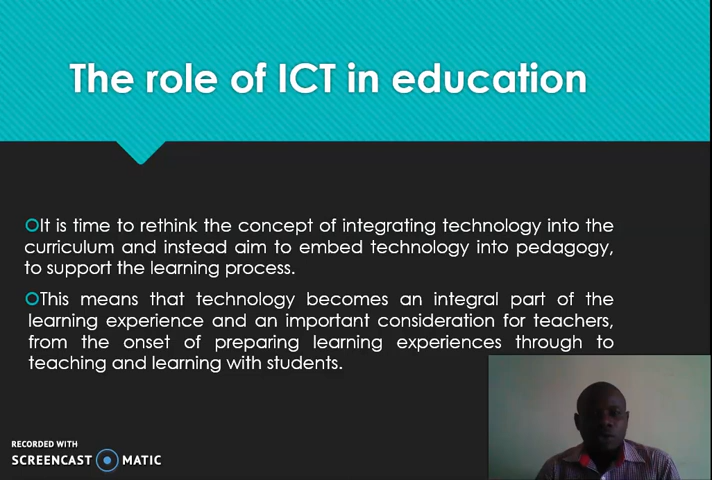 The role of ICT in education
It is time to rethink the concept of integrating technology into the
curriculum and instead aim to embed technology into pedagogy,
to support the learning process.
This means that technology becomes an integral part of the
learning experience and an important consideration for teachers,
from the onset of preparing learning experiences through to
teaching and learning with students.
RECORDED WITH
SCREENCAST MATIC